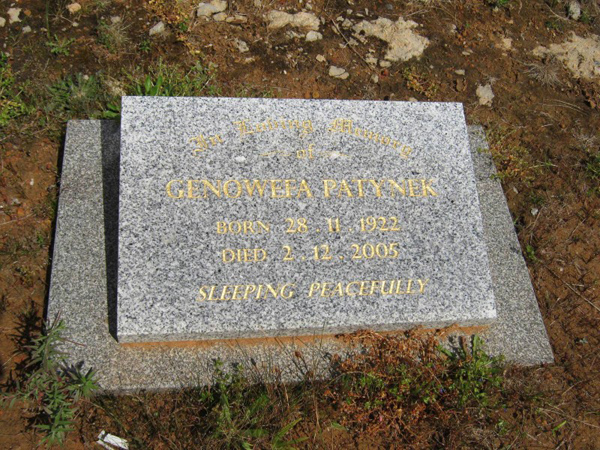 In Loving Memory
of
GENOWEFA PATYNEK
BORN 28.11.1922
DIED 2.12.2005
SLEEPING PEACEFULLY